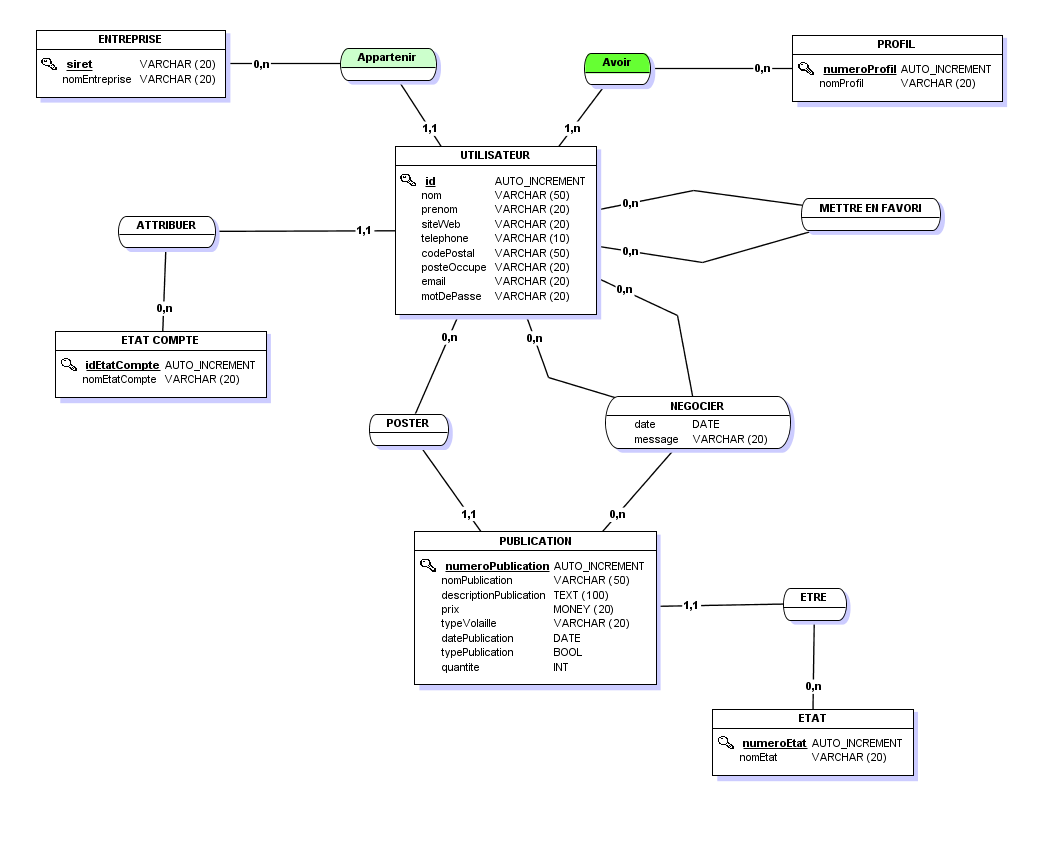 ENTREPRISE
siret VARCHAR (20)
nomEntreprise VARCHAR (20)
0,n
Appartenir
1,1
Avoir
0,n
1,n
PROFIL
numeroProfil AUTO_INCREMENT
nomProfil VARCHAR (20)
UTILISATEUR
id AUTO_INCREMENT
nom VARCHAR (50)
prenom VARCHAR (20)
siteWeb VARCHAR (20)
telephone VARCHAR (10)
codePostal VARCHAR (50)
posteOccupe VARCHAR (20)
email VARCHAR (20)
motDePasse VARCHAR (20)
0,n
METTRE EN FAVORI
0,n
ATTRIBUER
1,1
0,n
ETAT COMPTE
idEtatCompte AUTO_INCREMENT
nomEtatCompte VARCHAR (20)
0,n
0,n
0,n
POSTER
1,1
NEGOCIER
date DATE
message VARCHAR (20)
0,n
PUBLICATION
numeroPublication AUTO_INCREMENT
nomPublication VARCHAR (50)
descriptionPublication TEXT (100)
prix MONEY (20)
typeVolaille VARCHAR (20)
datePublication DATE
typePublication BOOL
quantite INT
1,1
ETRE
0,n
ETAT
numeroEtat AUTO_INCREMENT
nomEtat VARCHAR (20)